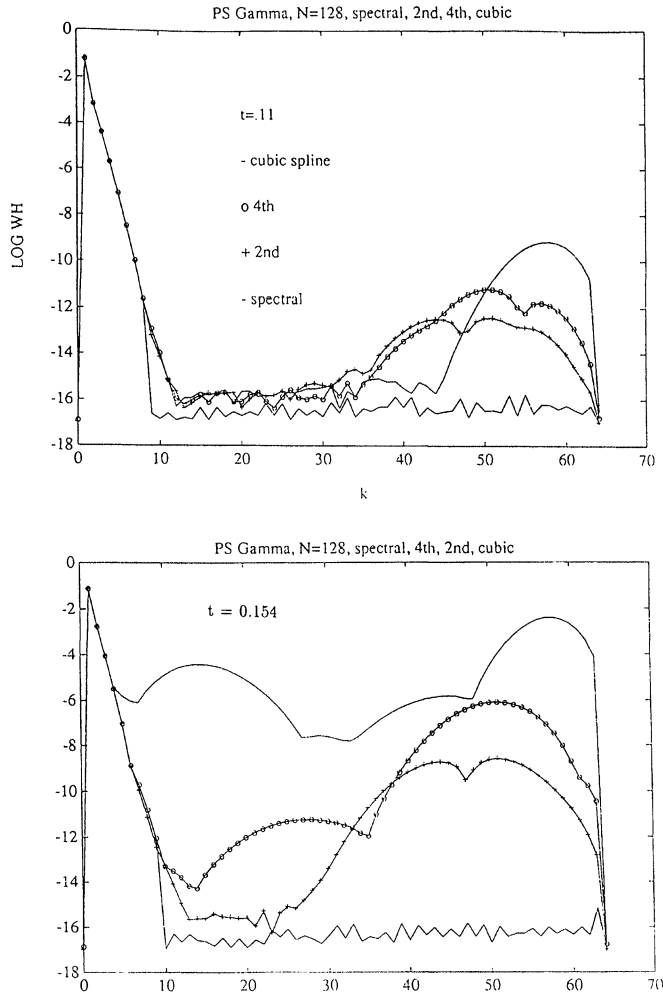 PS Gamma, N=128, spectral, 2nd, 4th, cubic
0
-2
-4
-6
-8
-10
-12
-14
-16
-18
LOG WH
t=.11
- cubic spline
o 4th
+ 2nd
- spectral
0 10 20 30 40 50 60 70
k
PS Gamma, N=128, spectral, 4th, 2nd, cubic
0
-2
-4
-6
-8
-10
-12
-14
-16
-18
t = 0.154
0 10 20 30 40 50 60 70